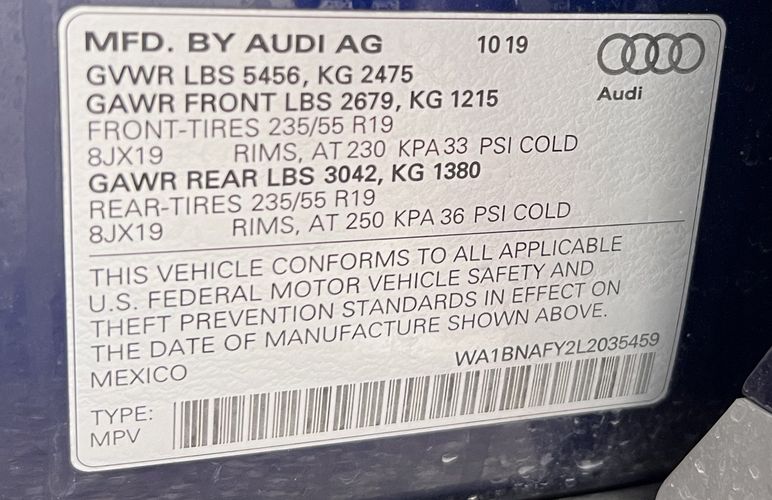 MFD. BY AUDI AG 10 19
Audi
GVWR LBS 5456, KG 2475
GAWR FRONT LBS 2679, KG 1215
FRONT-TIRES 235/55 R19
8JX19 RIMS, AT 230 KPA 33 PSI COLD
GAWR REAR LBS 3042, KG 1380
REAR-TIRES 235/55 R19
8JX19 RIMS, AT 250 KPA 36 PSI COLD
THIS VEHICLE CONFORMS TO ALL APPLICABLE
U.S. FEDERAL MOTOR VEHICLE SAFETY AND
THEFT PREVENTION STANDARDS IN EFFECT ON
THE DATE OF MANUFACTURE SHOWN ABOVE.
MEXICO WA1BNAFY2L2035459
TYPE:
MPV